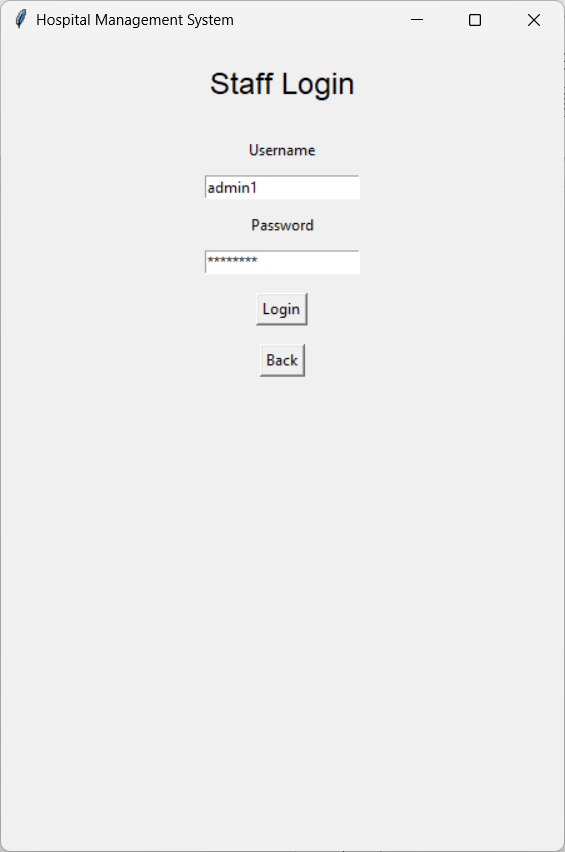 Hospital Management System
Staff Login
Username
admin1
Password
********
Login
Back